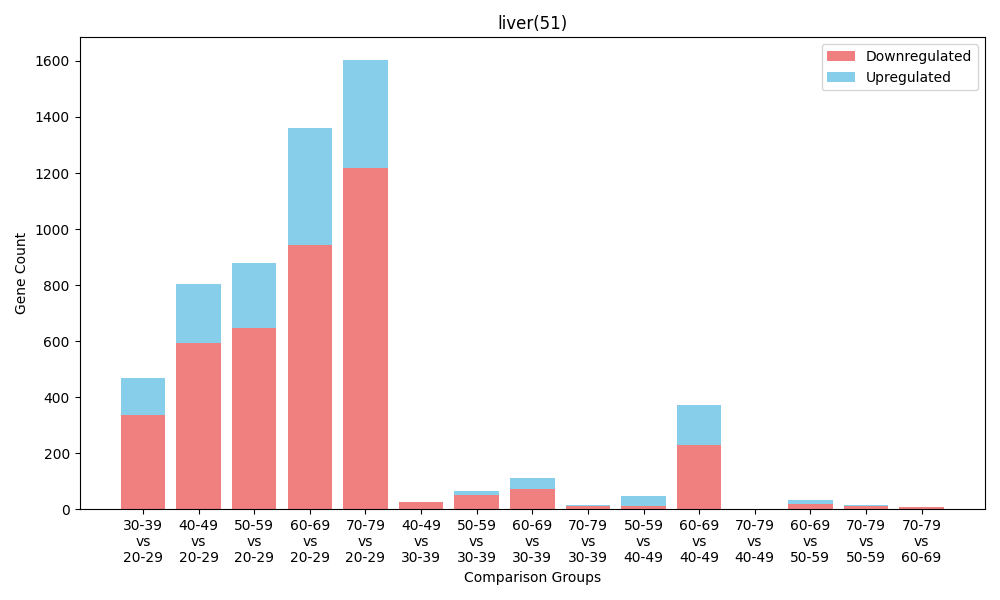 liver(51)
Downregulated
Upregulated
Gene Count
1600
1400
1200
1000
800
600
400
200
0
30-39
vs
20-29
40-49
vs
20-29
50-59
vs
20-29
60-69
vs
20-29
70-79
vs
20-29
40-49
vs
30-39
50-59
vs
30-39
60-69
vs
30-39
70-79
vs
30-39
50-59
vs
40-49
60-69
vs
40-49
70-79
vs
40-49
60-69
vs
50-59
70-79
vs
50-59
70-79
vs
60-69
Comparison Groups